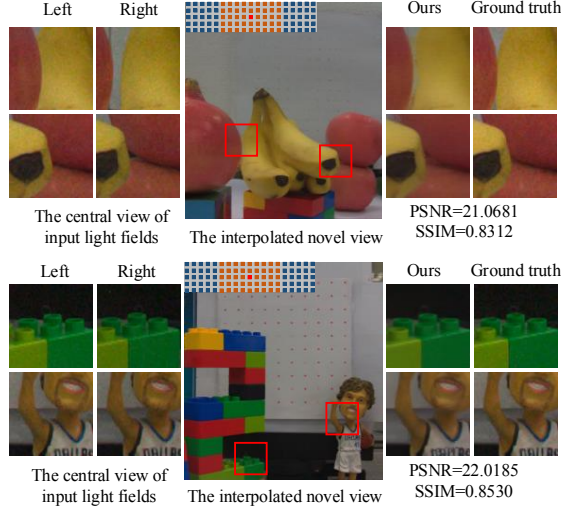 Left Right
Ours Ground truth
The central view of
input light fields
The interpolated novel view
PSNR=21.0681
SSIM=0.8312
Left Right
Ours Ground truth
The central view of
input light fields
The interpolated novel view
PSNR=22.0185
SSIM=0.8530